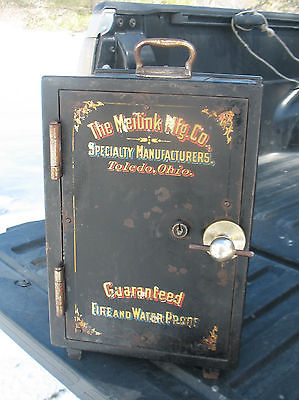 The Meilink Mfg. Co.
Specialty Manufacturers,
Toledo, Ohio.
Guaranteed
Fire and Water Proof